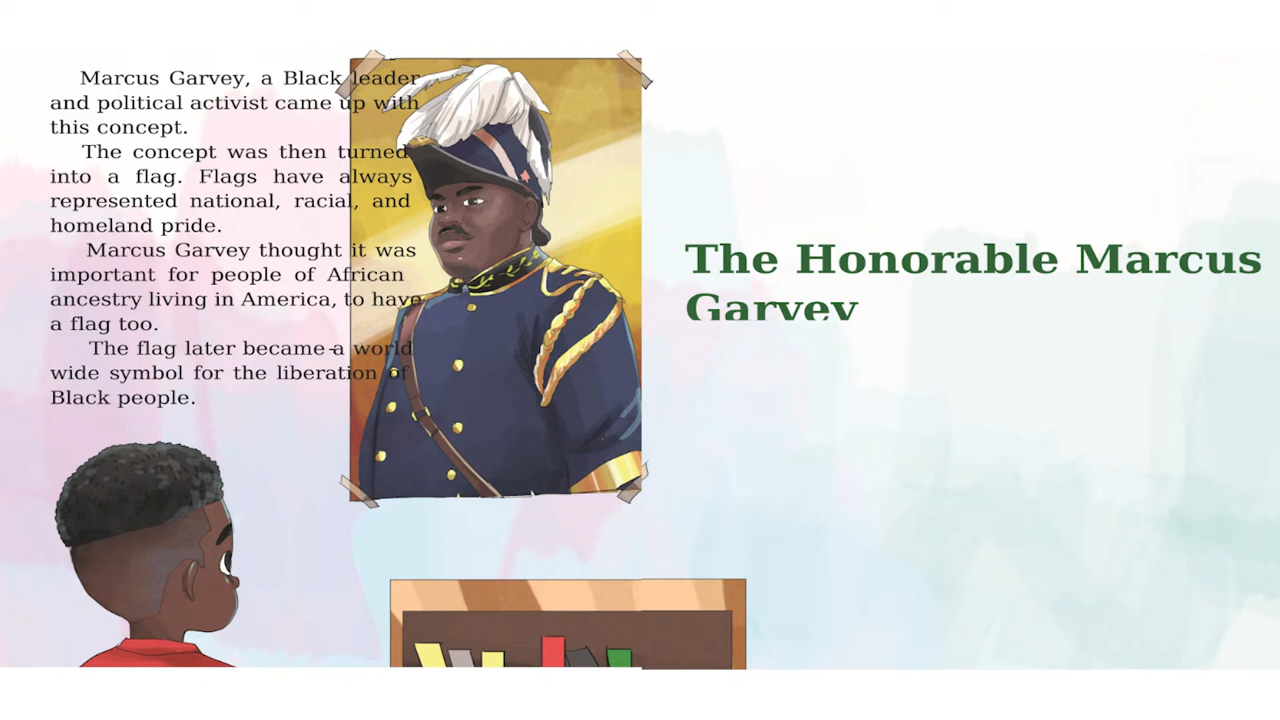 Marcus Garvey, a Black leader
and political activist came up with
this concept.
The concept was then turned
into a flag. Flags have always
represented national, racial, and
homeland pride.
Marcus Garvey thought it was
important for people of African
ancestry living in America, to have
a flag too.
The flag later became a world
wide symbol for the liberation of
Black people.
The Honorable Marcus
Garvey